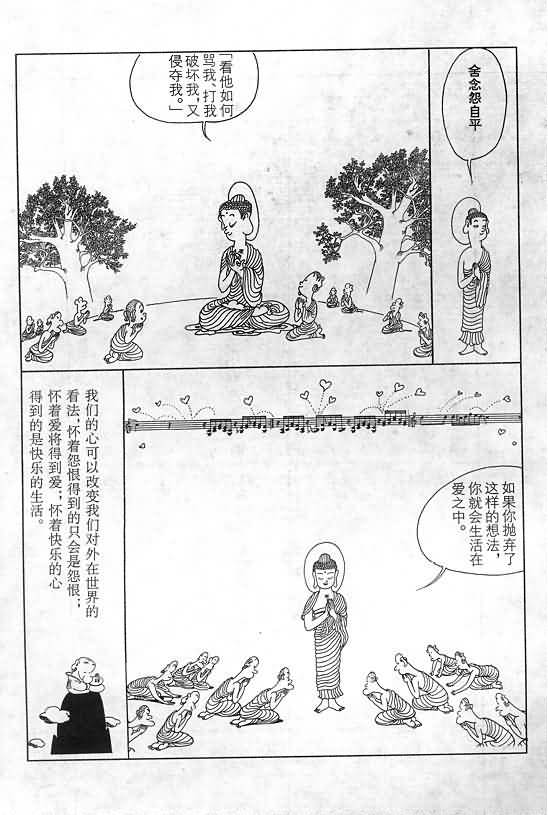 舍念怨自平
「看他如何
骂我、打我
破坏我，又
侵夺我。」
如果你抛弃了
这样的想法，
你就会生活在
爱之中。
我们的心可以改变我们对外在世界的
看法，怀着怨恨得到的只会是怨恨；
怀着爱将得到爱；怀着快乐的心
得到的是快乐的生活。